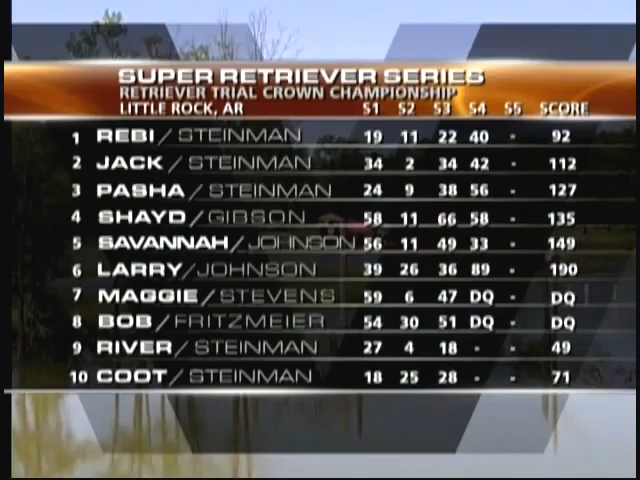 SUPER RETRIEVER SERIES
RETRIEVER TRIAL CROWN CHAMPIONSHIP
LITTLE ROCK, AR S1 S2 S3 S4 S5 SCORE
1 REBI/STEINMAN 19 11 22 40 - 92
2 JACK/STEINMAN 34 2 34 42 - 112
3 PASHA/STEINMAN 24 9 38 56 - 127
4 SHAYD/GIBSON 58 11 66 58 - 135
5 SAVANNAH/JOHNSON 56 11 49 33 - 149
6 LARRY/JOHNSON 39 26 36 89 - 190
7 MAGGIE/STEVENS 59 6 47 DQ - DQ
8 BOB/FRITZMEIER 54 30 51 DQ - DQ
9 RIVER/STEINMAN 27 4 18 - - 49
10 COOT/STEINMAN 18 25 28 - - 71